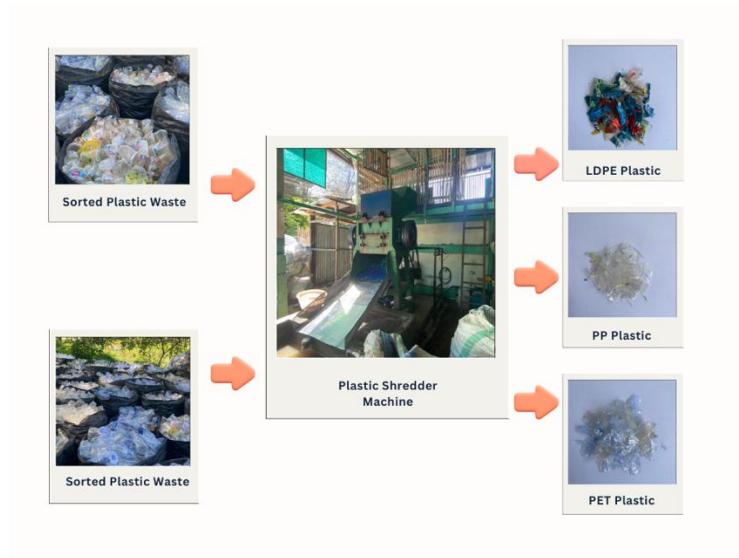 Sorted Plastic Waste
Sorted Plastic Waste
Plastic Shredder
Machine
LDPE Plastic
PP Plastic
PET Plastic